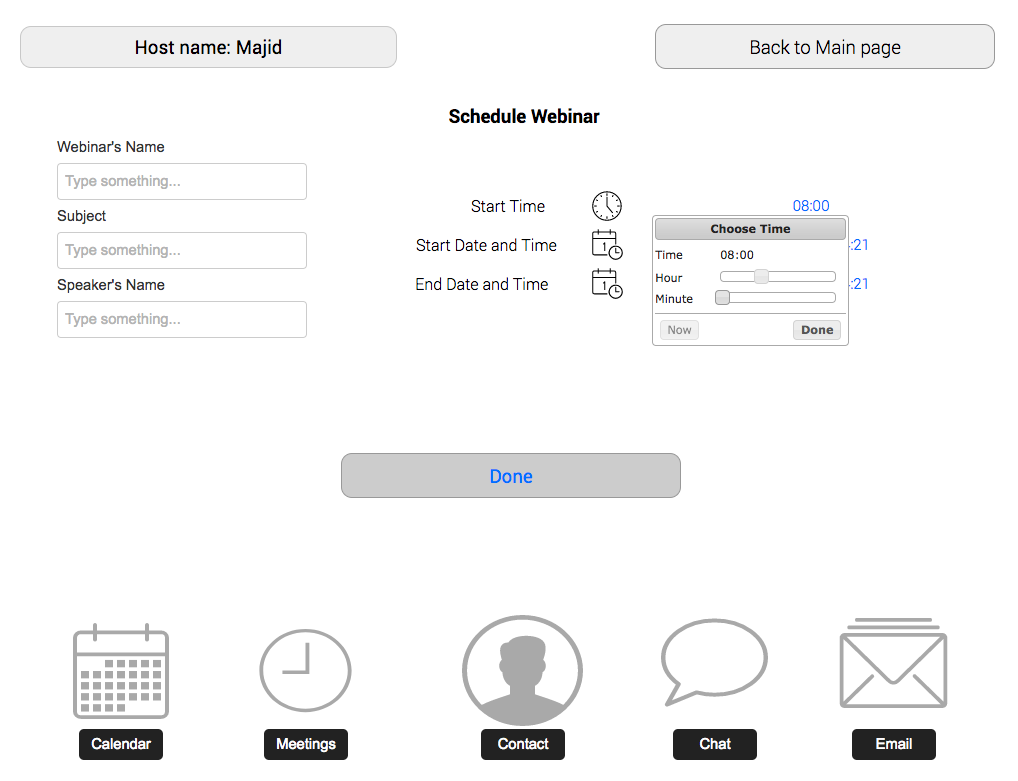 Host name: Majid
Back to Main page
Schedule Webinar
Webinar's Name
Type something...
Subject
Type something...
Speaker's Name
Type something...
Start Time
08:00
Start Date and Time
1
:21
End Date and Time
1
:21
Choose Time
Time 08:00
Hour
Minute
Now Done
Done
Calendar
Meetings
Contact
Chat
Email